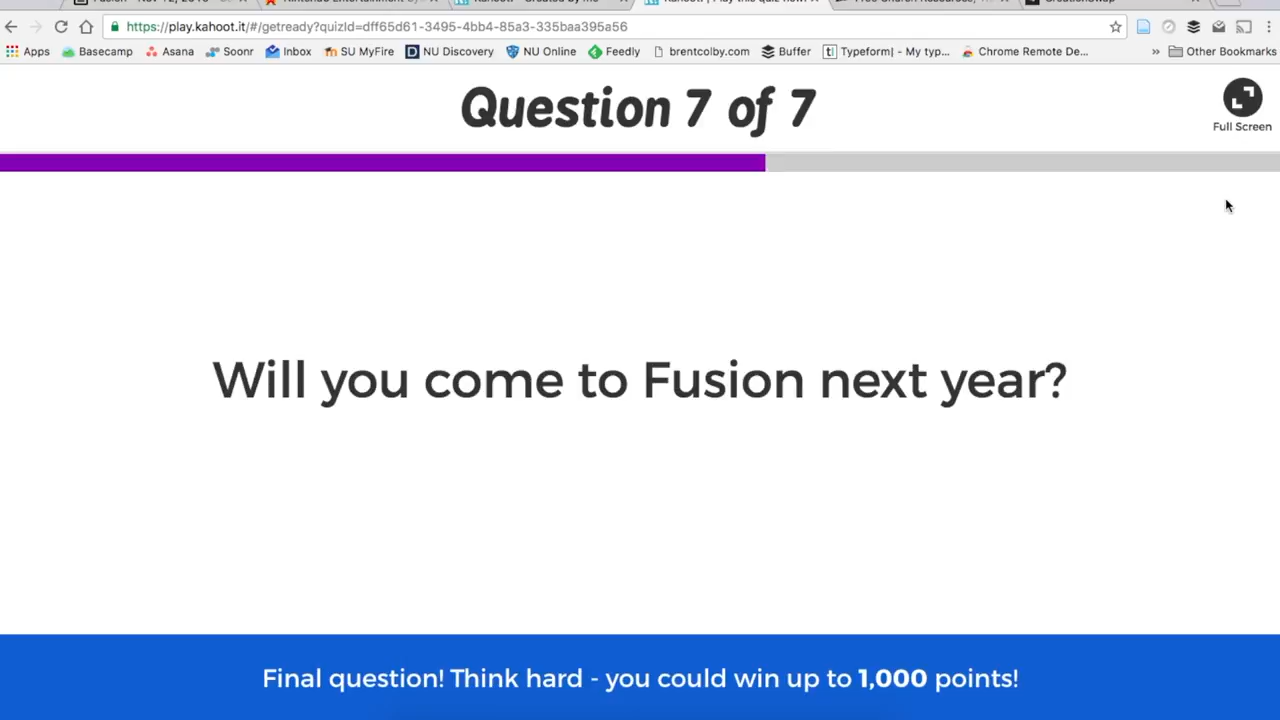 https://play.kahoot.it/#/getready?quizId=dff65d61-3495-4bb4-85a3-335baa395a56
Apps Basecamp Asana Soonr Inbox SU MyFire NU Discovery NU Online Feedly brentcolby.com Buffer Typeform| - My typ... Chrome Remote De... » Other Bookmarks
Question 7 of 7
Full Screen
Will you come to Fusion next year?
Final question! Think hard - you could win up to 1,000 points!